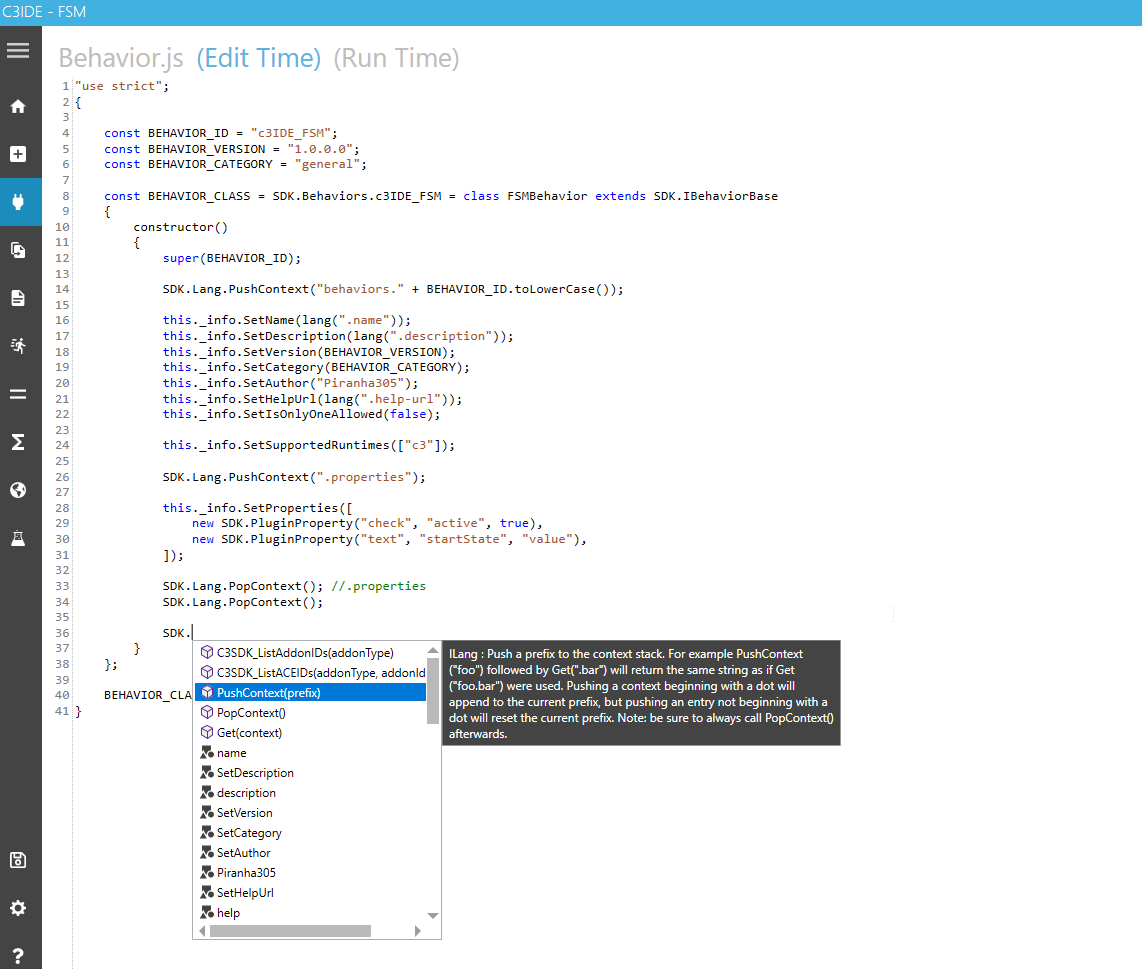 C3IDE - FSM
Behavior.js (Edit Time) (Run Time)
1 "use strict";
2 {
3
4 const BEHAVIOR_ID = "c3IDE_FSM";
5 const BEHAVIOR_VERSION = "1.0.0.0";
6 const BEHAVIOR_CATEGORY = "general";
7
8 const BEHAVIOR_CLASS = SDK.Behaviors.c3IDE_FSM = class FSMBehavior extends SDK.IBehaviorBase
9 {
10 constructor()
11 {
12 super(BEHAVIOR_ID);
13
14 SDK.Lang.PushContext("behaviors." + BEHAVIOR_ID.toLowerCase());
15
16 this._info.SetName(lang(".name"));
17 this._info.SetDescription(lang(".description"));
18 this._info.SetVersion(BEHAVIOR_VERSION);
19 this._info.SetCategory(BEHAVIOR_CATEGORY);
20 this._info.SetAuthor("Piranha305");
21 this._info.SetHelpUrl(lang(".help-url"));
22 this._info.SetIsOnlyOneAllowed(false);
23
24 this._info.SetSupportedRuntimes(["c3"]);
25
26 SDK.Lang.PushContext(".properties");
27
28 this._info.SetProperties([
29 new SDK.PluginProperty("check", "active", true),
30 new SDK.PluginProperty("text", "startState", "value"),
31 ]);
32
33 SDK.Lang.PopContext(); //.properties
34 SDK.Lang.PopContext();
35
36 SDK.
37 }
38 };
39
40 BEHAVIOR_CLA
41 }
C3SDK_ListAddonIDs(addonType)
C3SDK_ListACEIDs(addonType, addonId
PushContext(prefix)
PopContext()
Get(context)
name
SetDescription
description
SetVersion
SetCategory
SetAuthor
Piranha305
SetHelpUrl
help
ILang : Push a prefix to the context stack. For example PushContext
("foo") followed by Get(".bar") will return the same string as if Get
("foo.bar") were used. Pushing a context beginning with a dot will
append to the current prefix, but pushing an entry not beginning with a
dot will reset the current prefix. Note: be sure to always call PopContext()
afterwards.